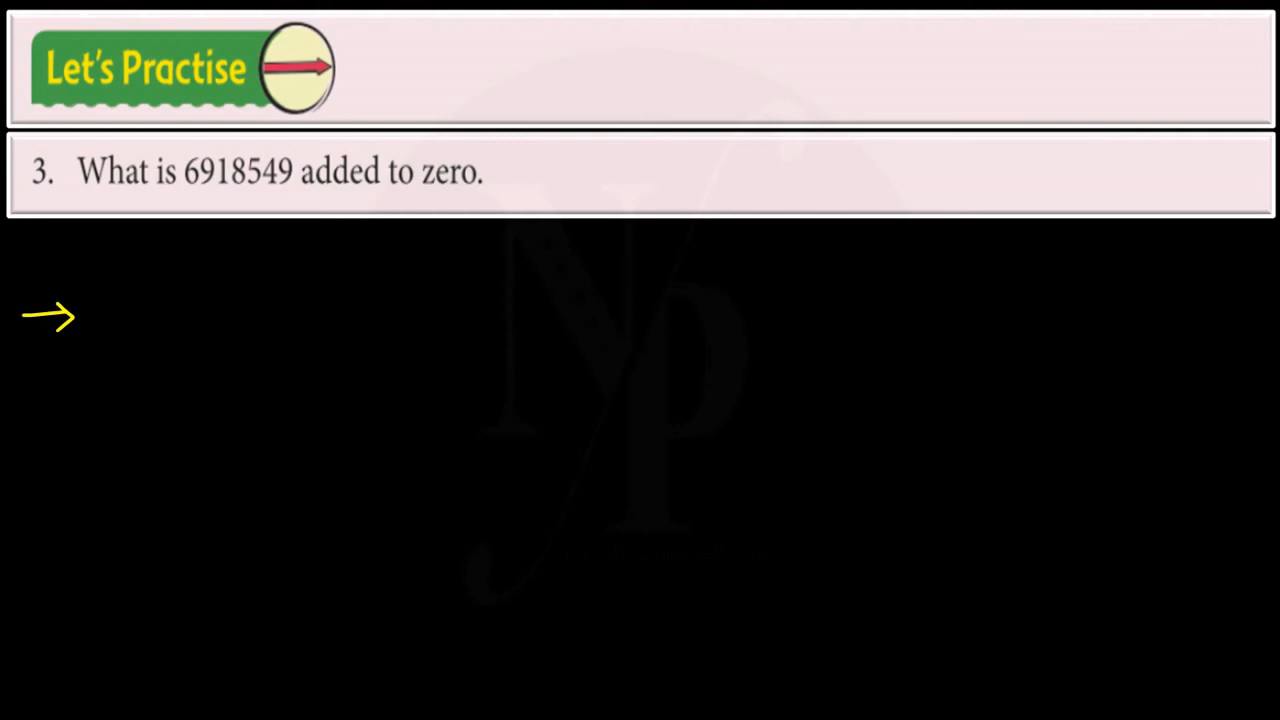 Let's Practise
3. What is 6918549 added to zero.